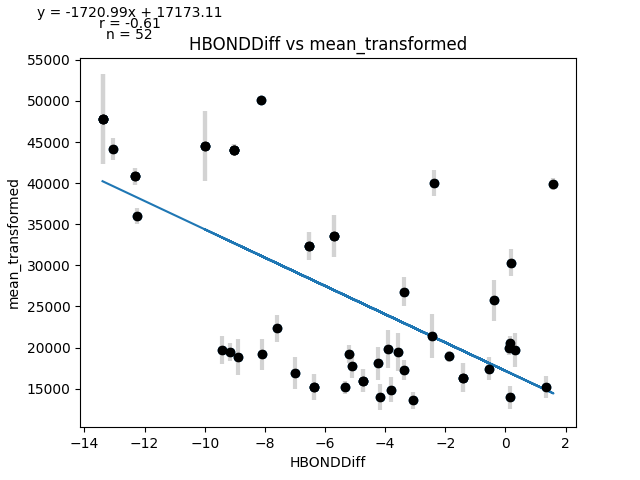 y = -1720.99x + 17173.11
r = -0.61
n = 52
HBONDDiff vs mean_transformed
55000
50000
45000
40000
35000
30000
25000
20000
15000
mean_transformed
−14 −12 −10 −8 −6 −4 −2 0 2
HBONDDiff